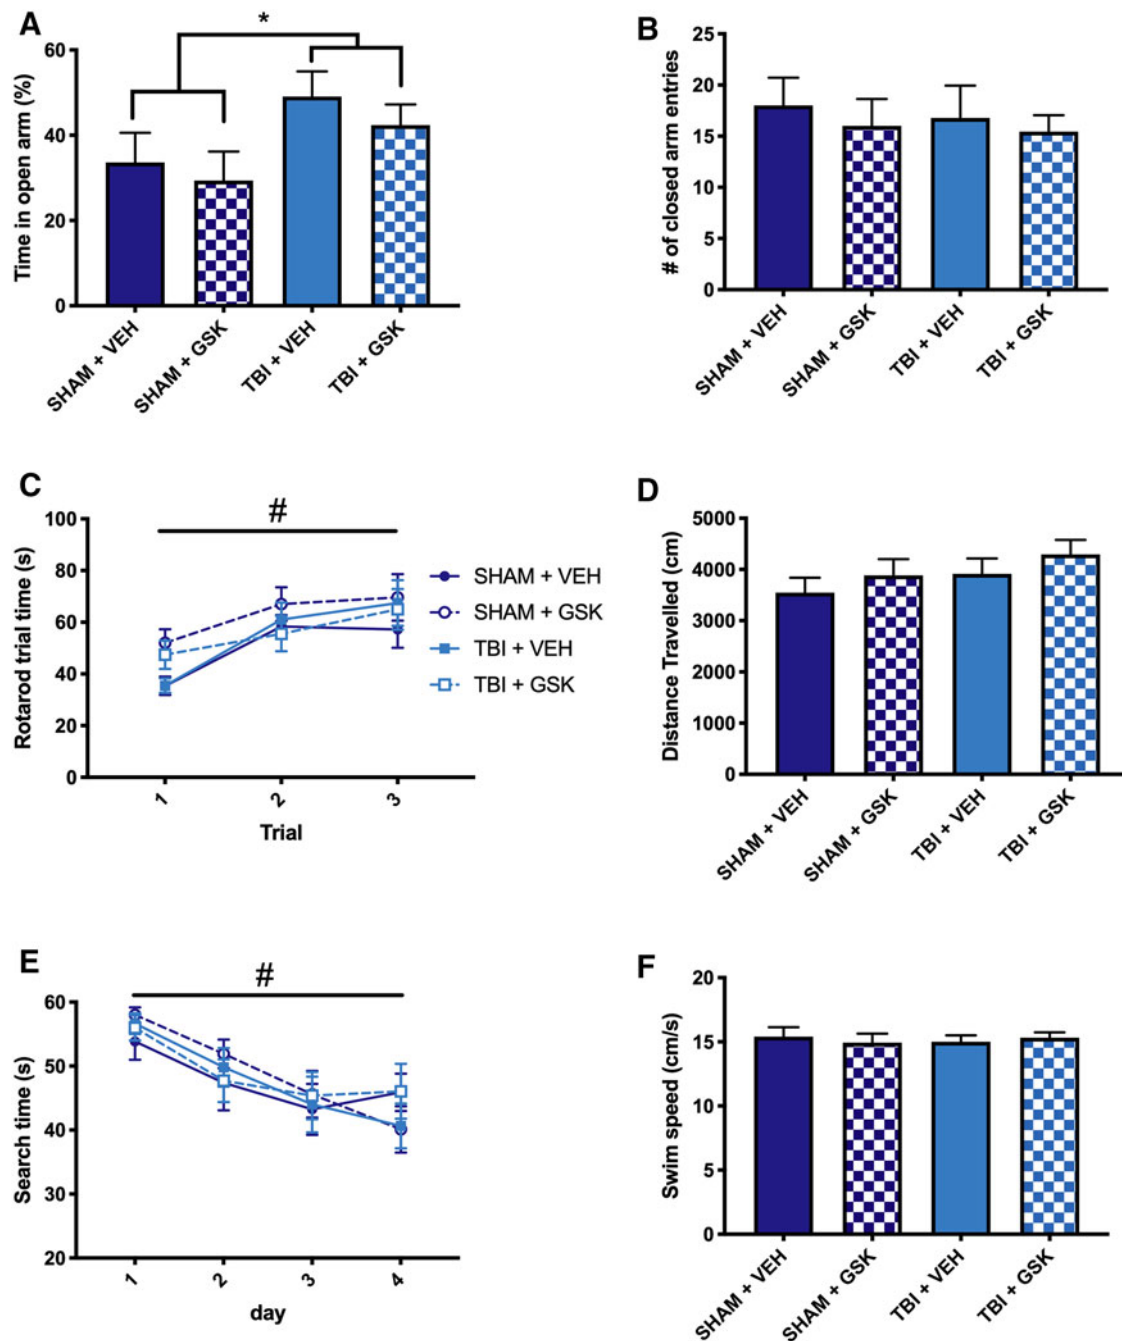 A
*
Time in open arm (%)
60
40
20
0
SHAM + VEH
SHAM + GSK
TBI + VEH
TBI + GSK
B
# of closed arm entries
25
20
15
10
5
0
SHAM + VEH
SHAM + GSK
TBI + VEH
TBI + GSK
C
#
Rotarod trial time (s)
100
80
60
40
20
0
1
2
3
Trial
SHAM + VEH
SHAM + GSK
TBI + VEH
TBI + GSK
D
Distance Travelled (cm)
5000
4000
3000
2000
1000
0
SHAM + VEH
SHAM + GSK
TBI + VEH
TBI + GSK
E
#
Search time (s)
60
50
40
30
20
1
2
3
4
day
F
Swim speed (cm/s)
20
15
10
5
0
SHAM + VEH
SHAM + GSK
TBI + VEH
TBI + GSK